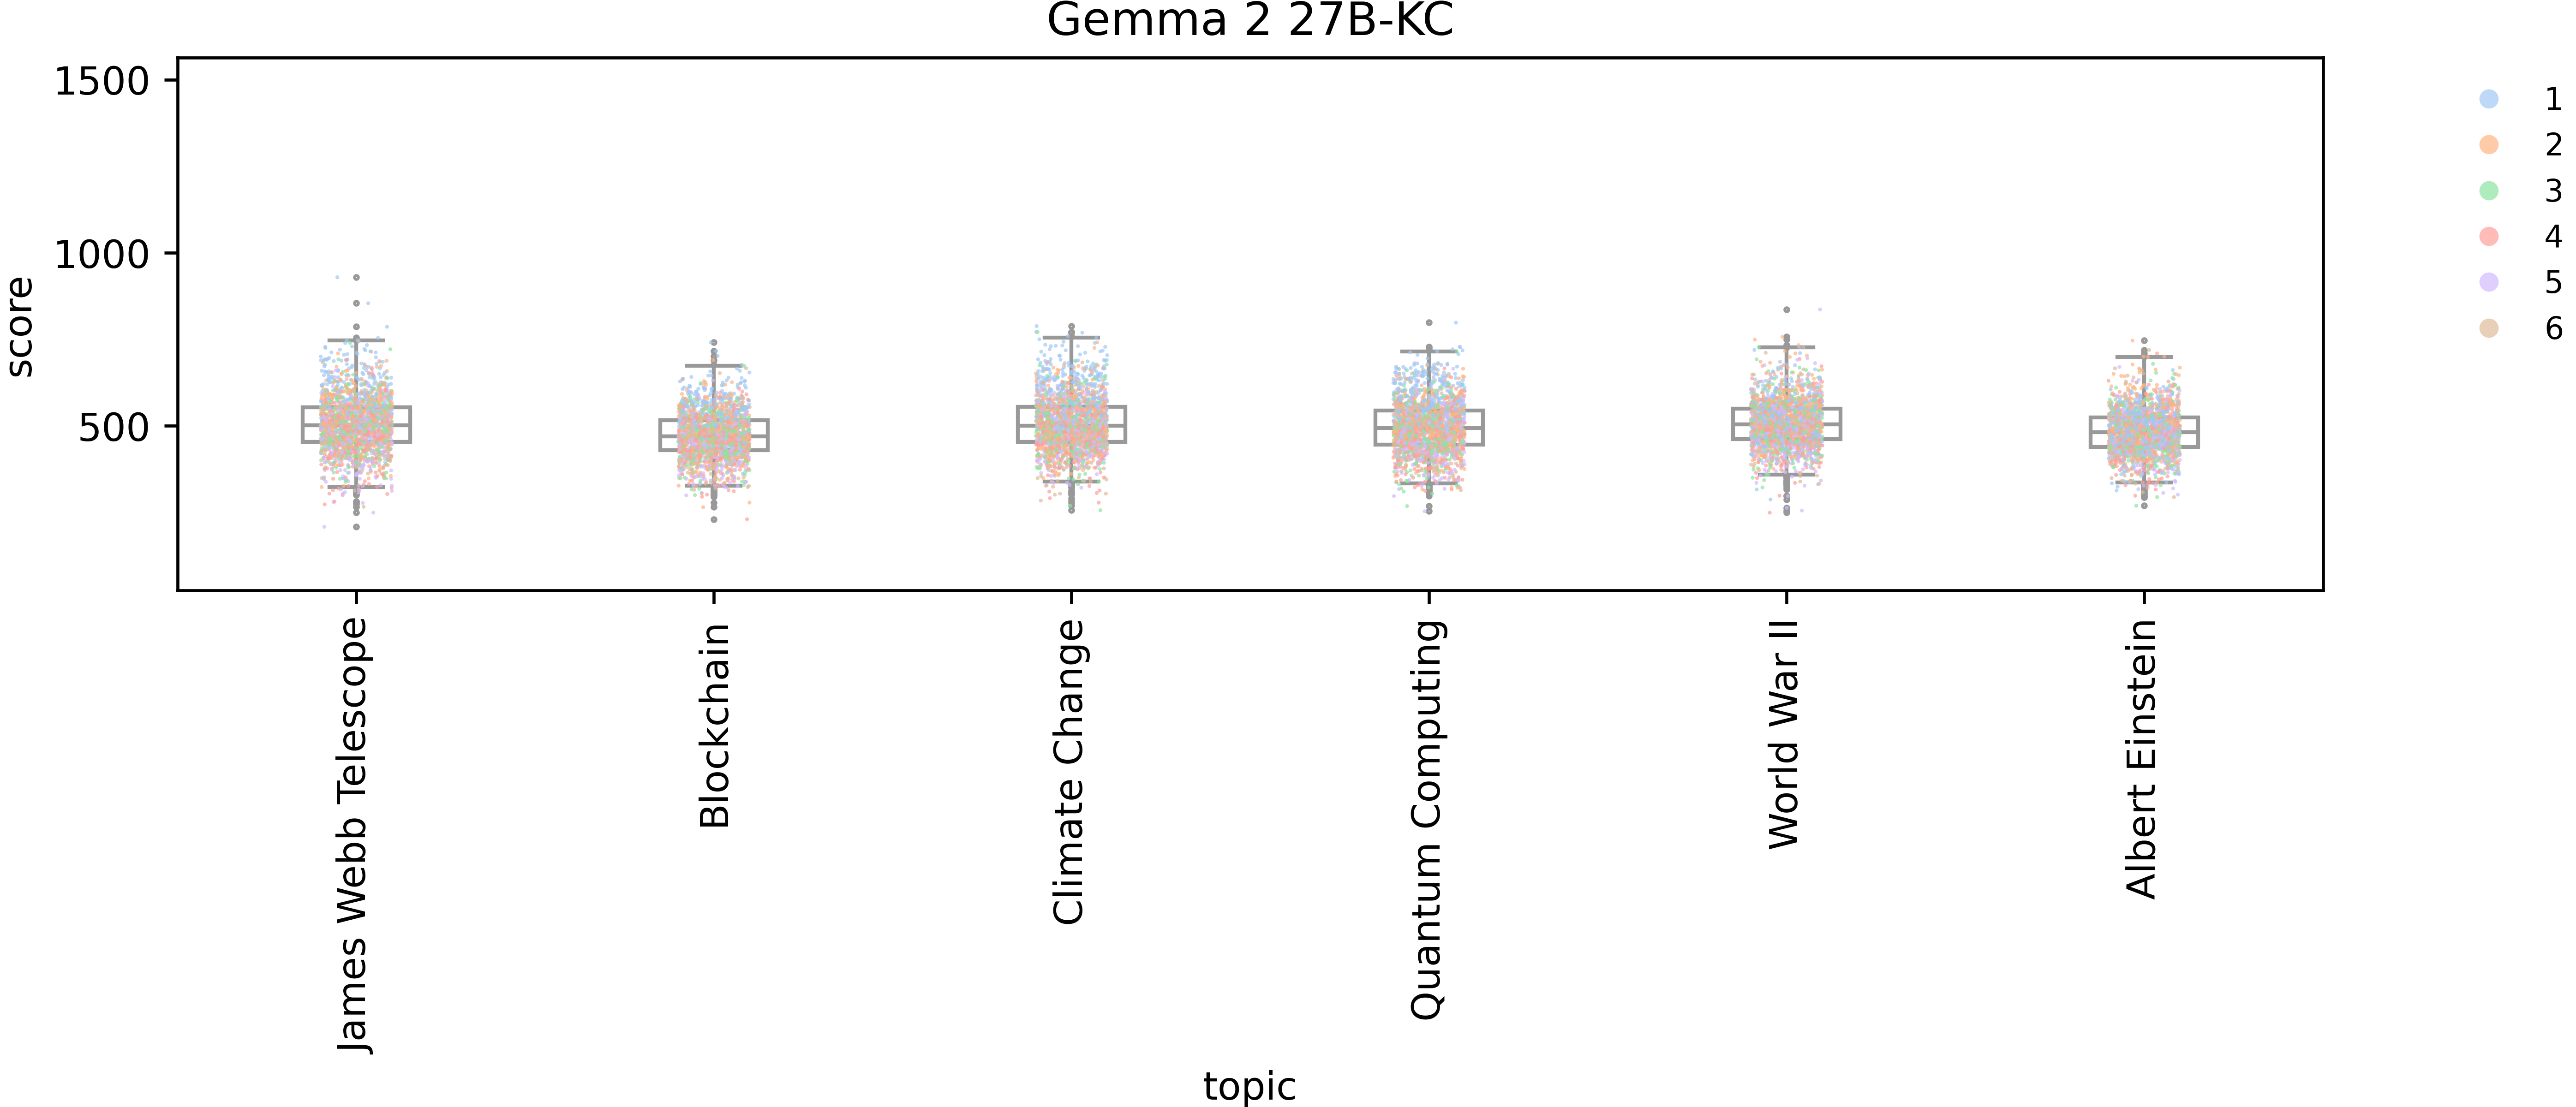 Gemma 2 27B-KC
1500
1000
500
score
1
2
3
4
5
6
James Webb Telescope
Blockchain
Climate Change
Quantum Computing
World War II
Albert Einstein
topic